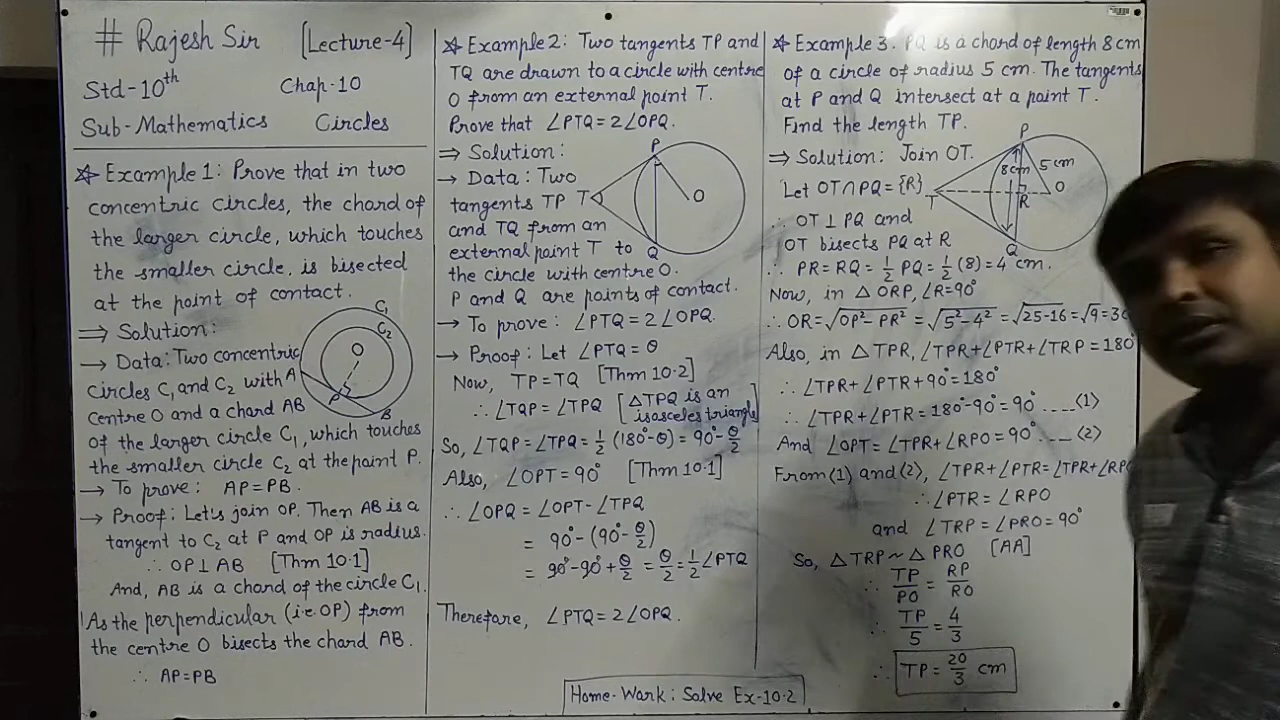 # Rajesh Sir [Lecture-4]
Std-10th Chap-10
Sub-Mathematics Circles
☆ Example 1: Prove that in two
concentric circles, the chord of
the larger circle, which touches
the smaller circle, is bisected
at the point of contact.
⇒ Solution:
→ Data: Two concentric
circles C₁ and C₂ with
centre O and a chord AB
of the larger circle C₁, which touches
the smaller circle C₂ at the point P.
→ To prove: AP=PB.
→ Proof: Let's join OP. Then AB is a
tangent to C₂ at P and OP is radius.
∴ OP⊥AB [Thm 10.1]
And, AB is a chord of the circle C₁.
As the perpendicular (i.e. OP) from
the centre O bisects the chord AB.
∴ AP=PB
C₁
C₂
O
A
P
B
☆ Example 2: Two tangents TP and
TQ are drawn to a circle with centre
O from an external point T.
Prove that ∠PTQ=2∠OPQ.
⇒ Solution:
→ Data: Two
tangents TP
and TQ from an
external point T to
the circle with centre O.
P and Q are points of contact.
→ To prove: ∠PTQ=2∠OPQ.
→ Proof: Let ∠PTQ=θ
Now, TP=TQ [Thm 10.2]
∴ ∠TQP=∠TPQ [△TPQ is an isosceles triangle]
So, ∠TQP=∠TPQ=1/2(180°-θ)=90°-θ/2
Also, ∠OPT=90° [Thm 10.1]
∴ ∠OPQ=∠OPT-∠TPQ
= 90°-(90°-θ/2)
= 90°-90°+θ/2=θ/2=1/2∠PTQ
Therefore, ∠PTQ=2∠OPQ.
P
T
O
Q
☆ Example 3. PQ is a chord of length 8cm
of a circle of radius 5 cm. The tangents
at P and Q intersect at a point T.
Find the length TP.
⇒ Solution: Join OT.
Let OT∩PQ={R}
∴ OT⊥PQ and
OT bisects PQ at R
∴ PR=RQ=1/2PQ=1/2(8)=4 cm.
Now, in △ORP, ∠R=90°
∴ OR=√OP²-PR²=√5²-4²=√25-16=√9=3
Also, in △TPR, ∠TPR+∠PTR+∠TRP=180°
∴ ∠TPR+∠PTR+90°=180°
∴ ∠TPR+∠PTR=180°-90°=90° ....⟨1⟩
And ∠OPT=∠TPR+∠RPO=90° .... ⟨2⟩
From (1) and (2), ∠TPR+∠PTR=∠TPR+∠RP
∴ ∠PTR=∠RPO
and ∠TRP=∠PRO=90°
So, △TRP~△PRO [AA]
∴ TP/PO=RP/RO
∴ TP/5=4/3
∴ TP=20/3 cm
P
8cm
5cm
T
R
O
Q
Home-Work: Solve Ex-10.2